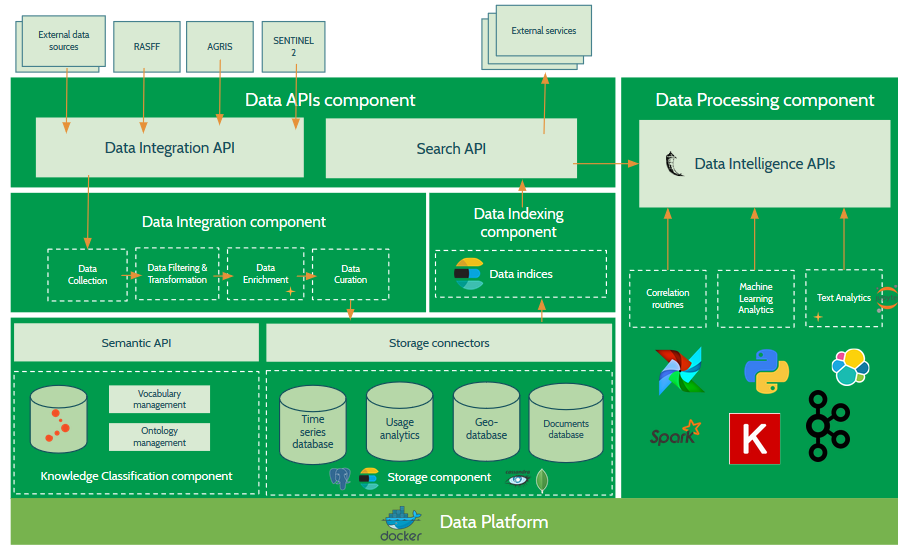 External data
sources
RASFF
AGRIS
SENTINEL
2
External services
Data APIs component
Data Integration API
Search API
Data Processing component
Data Intelligence APIs
Data Integration component
Data
Collection
Data Filtering &
Transformation
Data
Enrichment
Data
Curation
Data Indexing
component
Data indices
Correlation
routines
Machine
Learning
Analytics
Text Analytics
Semantic API
Storage connectors
Vocabulary
management
Ontology
management
Knowledge Classification component
Time
series
database
Usage
analytics
Geo-
database
Documents
database
Storage component
Spark
K
docker
Data Platform